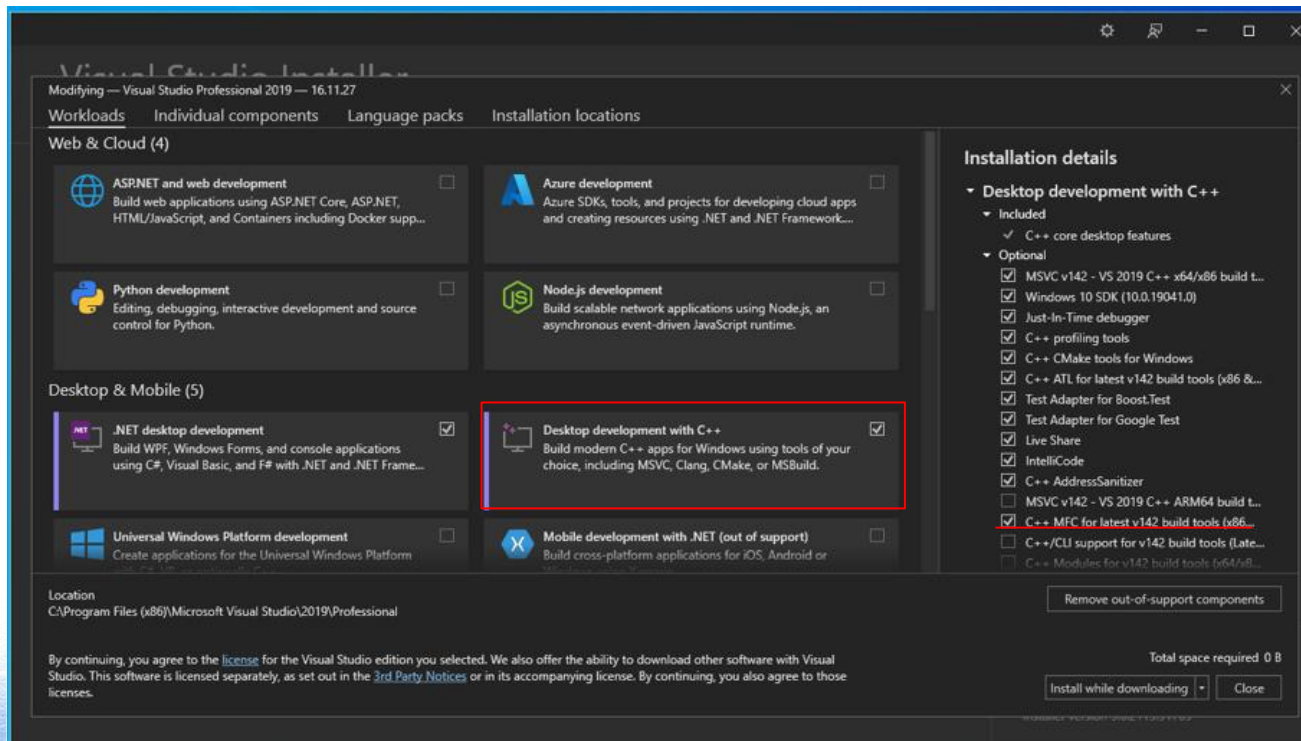 Visual Studio Installer
Modifying — Visual Studio Professional 2019 — 16.11.27
Workloads Individual components Language packs Installation locations
Web & Cloud (4)
ASP.NET and web development
Build web applications using ASP.NET Core, ASP.NET,
HTML/JavaScript, and Containers including Docker supp...
Azure development
Azure SDKs, tools, and projects for developing cloud apps
and creating resources using .NET and .NET Framework....
Python development
Editing, debugging, interactive development and source
control for Python.
Node.js development
Build scalable network applications using Node.js, an
asynchronous event-driven JavaScript runtime.
Desktop & Mobile (5)
.NET desktop development
Build WPF, Windows Forms, and console applications
using C#, Visual Basic, and F# with .NET and .NET Frame...
Desktop development with C++
Build modern C++ apps for Windows using tools of your
choice, including MSVC, Clang, CMake, or MSBuild.
Universal Windows Platform development
Create applications for the Universal Windows Platform
Mobile development with .NET (out of support)
Build cross-platform applications for iOS, Android or
Installation details
Desktop development with C++
Included
C++ core desktop features
Optional
MSVC v142 - VS 2019 C++ x64/x86 build t...
Windows 10 SDK (10.0.19041.0)
Just-In-Time debugger
C++ profiling tools
C++ CMake tools for Windows
C++ ATL for latest v142 build tools (x86 &...
Test Adapter for Boost.Test
Test Adapter for Google Test
Live Share
IntelliCode
C++ AddressSanitizer
MSVC v142 - VS 2019 C++ ARM64 build t...
C++ MFC for latest v142 build tools (x86...
C++/CLI support for v142 build tools (Late...
C++ Modules for v142 build tools (x64/x8...
Location
C:\Program Files (x86)\Microsoft Visual Studio\2019\Professional
Remove out-of-support components
By continuing, you agree to the license for the Visual Studio edition you selected. We also offer the ability to download other software with Visual
Studio. This software is licensed separately, as set out in the 3rd Party Notices or in its accompanying license. By continuing, you also agree to those
licenses.
Total space required 0 B
Install while downloading Close